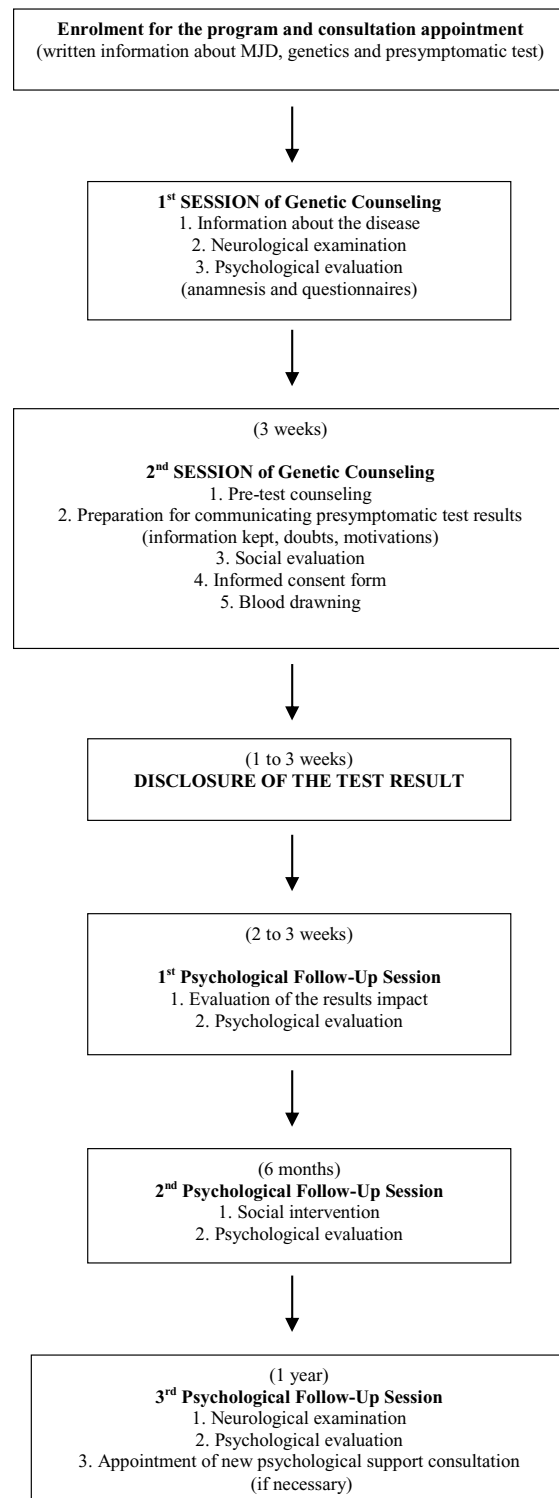 Enrolment for the program and consultation appointment
(written information about MJD, genetics and presymptomatic test)
1st SESSION of Genetic Counseling
1. Information about the disease
2. Neurological examination
3. Psychological evaluation
(anamnesis and questionnaires)
(3 weeks)
2nd SESSION of Genetic Counseling
1. Pre-test counseling
2. Preparation for communicating presymptomatic test results
(information kept, doubts, motivations)
3. Social evaluation
4. Informed consent form
5. Blood drawning
(1 to 3 weeks)
DISCLOSURE OF THE TEST RESULT
(2 to 3 weeks)
1st Psychological Follow-Up Session
1. Evaluation of the results impact
2. Psychological evaluation
(6 months)
2nd Psychological Follow-Up Session
1. Social intervention
2. Psychological evaluation
(1 year)
3rd Psychological Follow-Up Session
1. Neurological examination
2. Psychological evaluation
3. Appointment of new psychological support consultation
(if necessary)